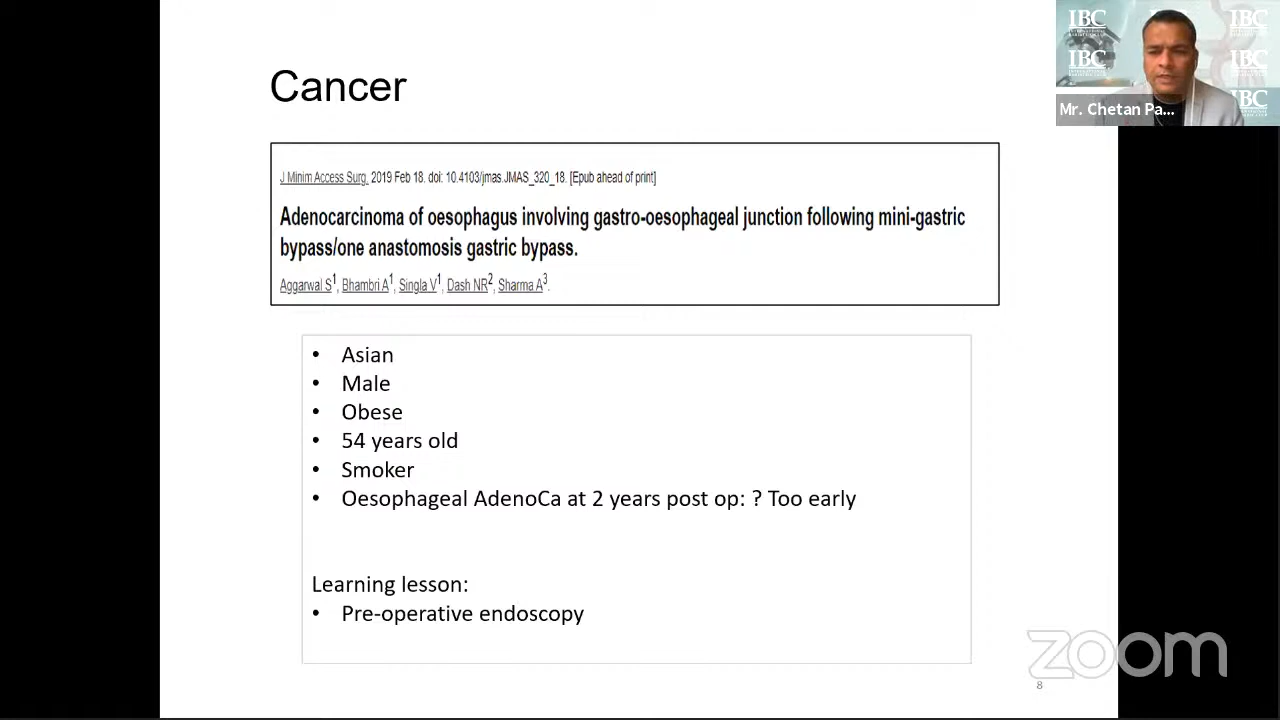 Cancer
J Minim Access Surg. 2019 Feb 18. doi: 10.4103/jmas.JMAS_320_18. [Epub ahead of print]
Adenocarcinoma of oesophagus involving gastro-oesophageal junction following mini-gastric
bypass/one anastomosis gastric bypass.
Aggarwal S1, Bhambri A1, Singla V1, Dash NR2, Sharma A3.
• Asian
• Male
• Obese
• 54 years old
• Smoker
• Oesophageal AdenoCa at 2 years post op: ? Too early
Learning lesson:
• Pre-operative endoscopy
8
zoom
IBC
IBC
IBC
IBC
IBC
Mr. Chetan Pa...